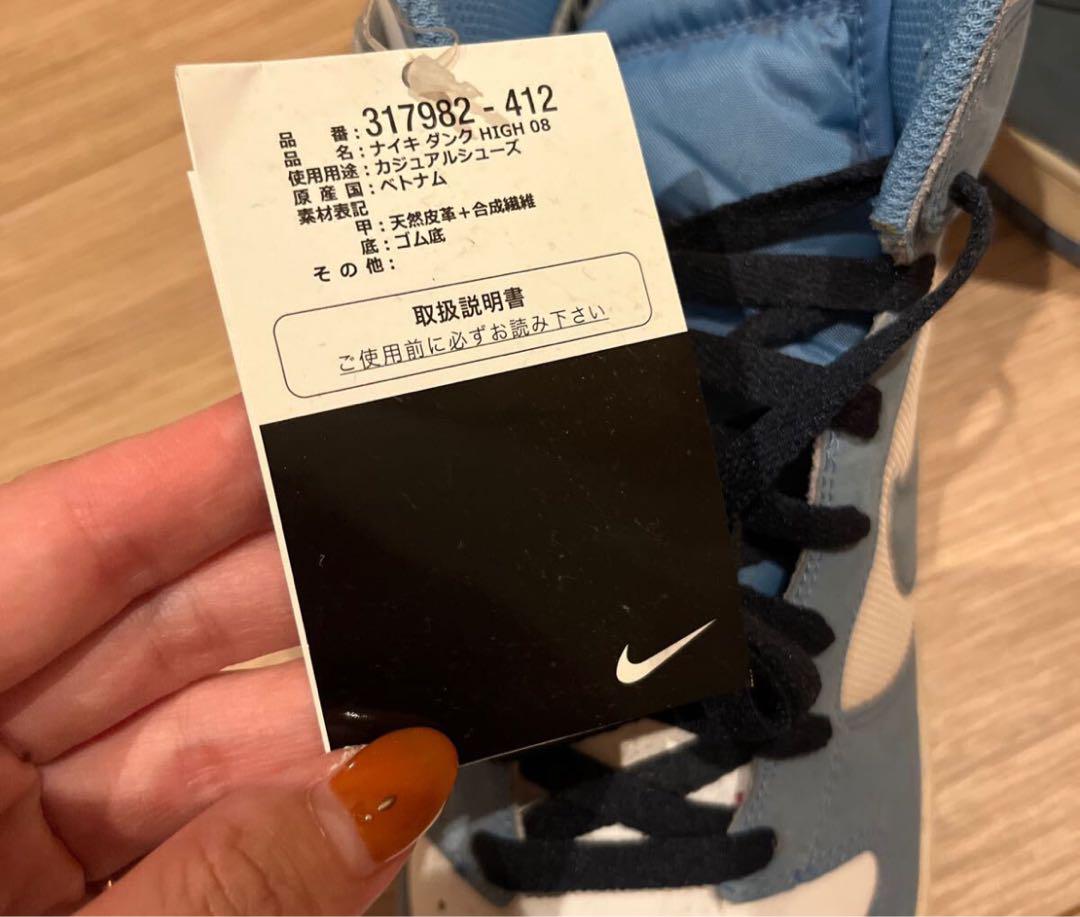 品 番：317982 - 412
品 名：ナイキ ダンク HIGH 08
使用用途：カジュアルシューズ
原 産 国：ベトナム
素材表記
甲：天然皮革＋合成繊維
底：ゴム底
そ の 他：
取扱説明書
ご使用前に必ずお読み下さい